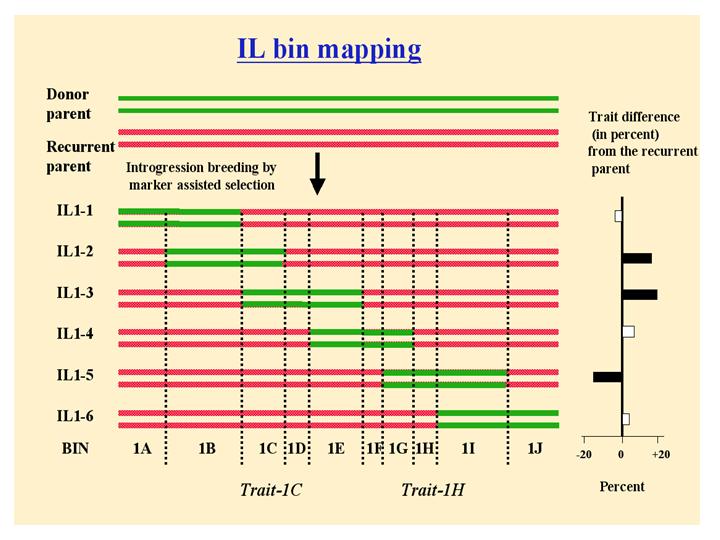 IL bin mapping
Donor
parent
Recurrent
parent
Introgression breeding by
marker assisted selection
Trait difference
(in percent)
from the recurrent
parent
IL1-1
IL1-2
IL1-3
IL1-4
IL1-5
IL1-6
BIN 1A 1B 1C 1D 1E 1F 1G 1H 1I 1J
-20 0 +20
Trait-1C Trait-1H
Percent